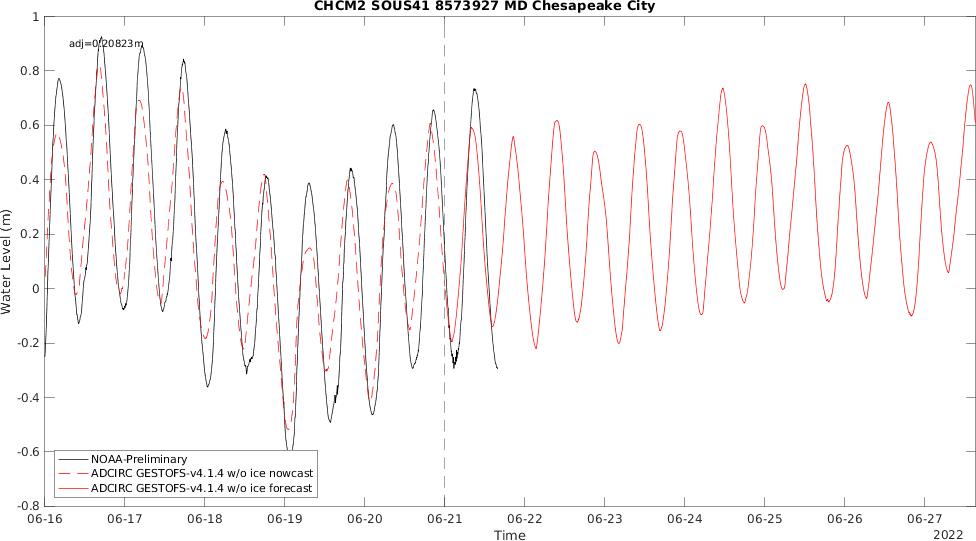 CHCM2 SOUS41 8573927 MD Chesapeake City
adj=0.20823m
Water Level (m)
1
0.8
0.6
0.4
0.2
0
-0.2
-0.4
-0.6
-0.8
NOAA-Preliminary
ADCIRC GESTOFS-v4.1.4 w/o ice nowcast
ADCIRC GESTOFS-v4.1.4 w/o ice forecast
06-16 06-17 06-18 06-19 06-20 06-21 06-22 06-23 06-24 06-25 06-26 06-27
Time
2022